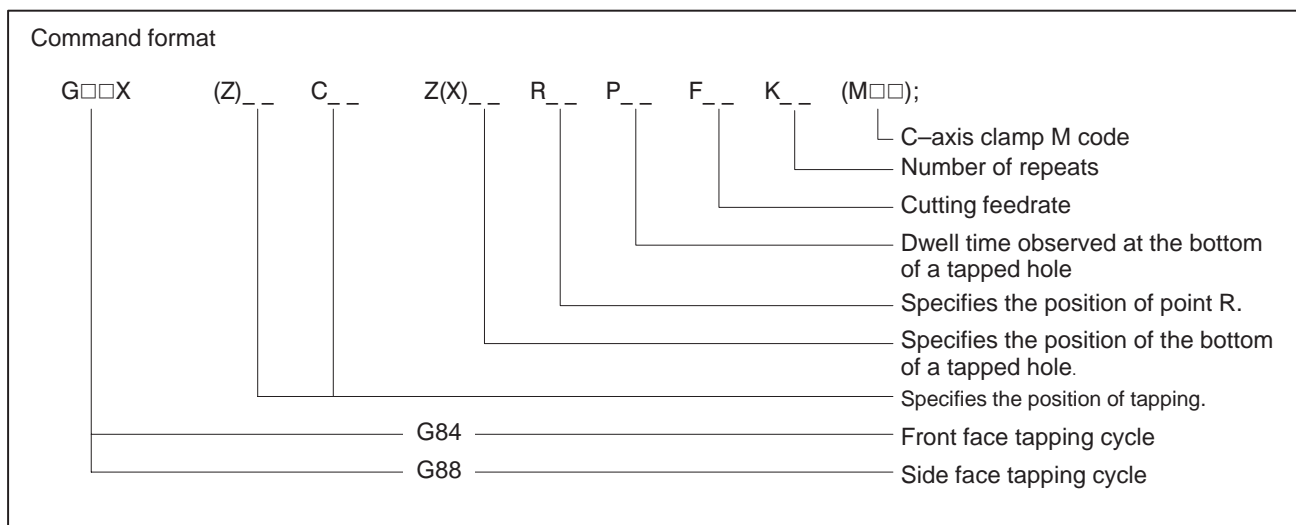 Command format
G□□X (Z)_ _ C_ _ Z(X)_ _ R_ _ P_ _ F_ _ K_ _ (M□□);
C–axis clamp M code
Number of repeats
Cutting feedrate
Dwell time observed at the bottom
of a tapped hole
Specifies the position of point R.
Specifies the position of the bottom
of a tapped hole.
Specifies the position of tapping.
G84 Front face tapping cycle
G88 Side face tapping cycle